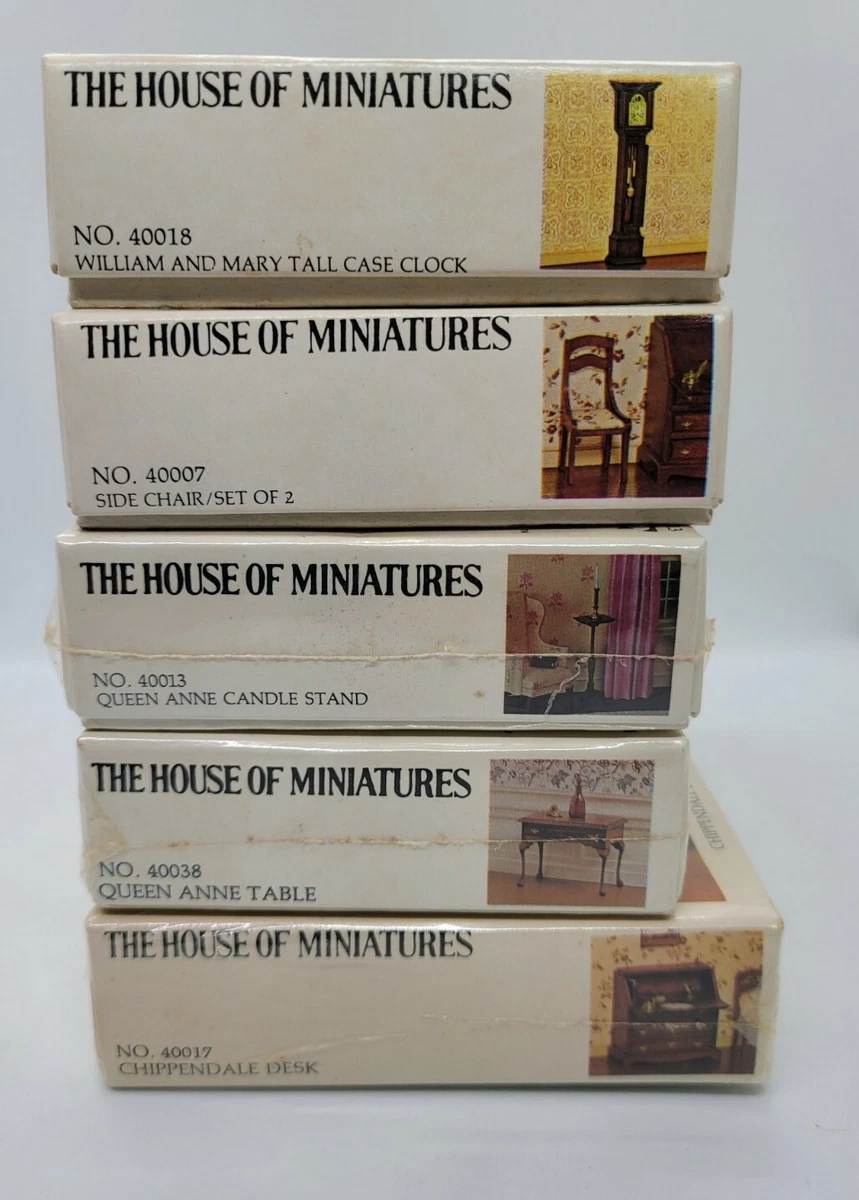 THE HOUSE OF MINIATURES
NO. 40018
WILLIAM AND MARY TALL CASE CLOCK
THE HOUSE OF MINIATURES
NO. 40007
SIDE CHAIR/SET OF 2
THE HOUSE OF MINIATURES
NO. 40013
QUEEN ANNE CANDLE STAND
THE HOUSE OF MINIATURES
NO. 40038
QUEEN ANNE TABLE
THE HOUSE OF MINIATURES
NO. 40017
CHIPPENDALE DESK